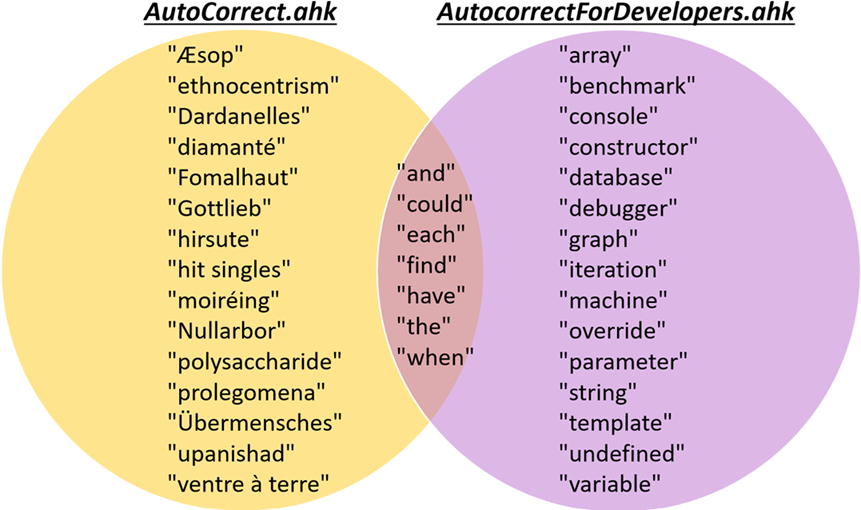 AutoCorrect.ahk
AutocorrectForDevelopers.ahk
"Æsop"
"ethnocentrism"
"Dardanelles"
"diamanté"
"Fomalhaut"
"Gottlieb"
"hirsute"
"hit singles"
"moiréing"
"Nullarbor"
"polysaccharide"
"prolegomena"
"Übermensches"
"upanishad"
"ventre à terre"
"and"
"could"
"each"
"find"
"have"
"the"
"when"
"array"
"benchmark"
"console"
"constructor"
"database"
"debugger"
"graph"
"iteration"
"machine"
"override"
"parameter"
"string"
"template"
"undefined"
"variable"